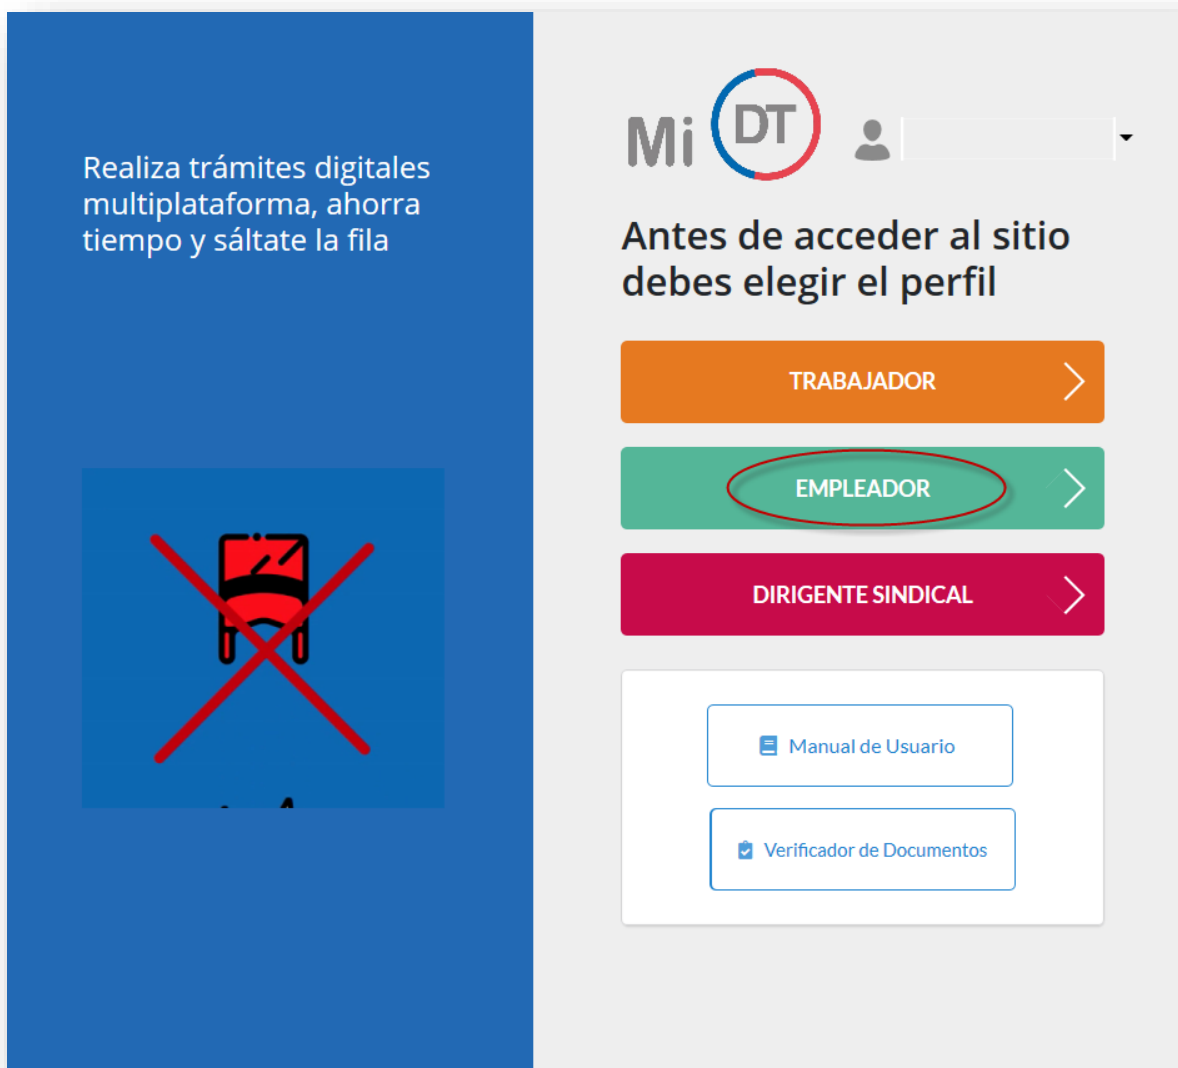 Realiza trámites digitales
multiplataforma, ahorra
tiempo y sáltate la fila
Mi DT
Antes de acceder al sitio
debes elegir el perfil
TRABAJADOR
EMPLEADOR
DIRIGENTE SINDICAL
Manual de Usuario
Verificador de Documentos